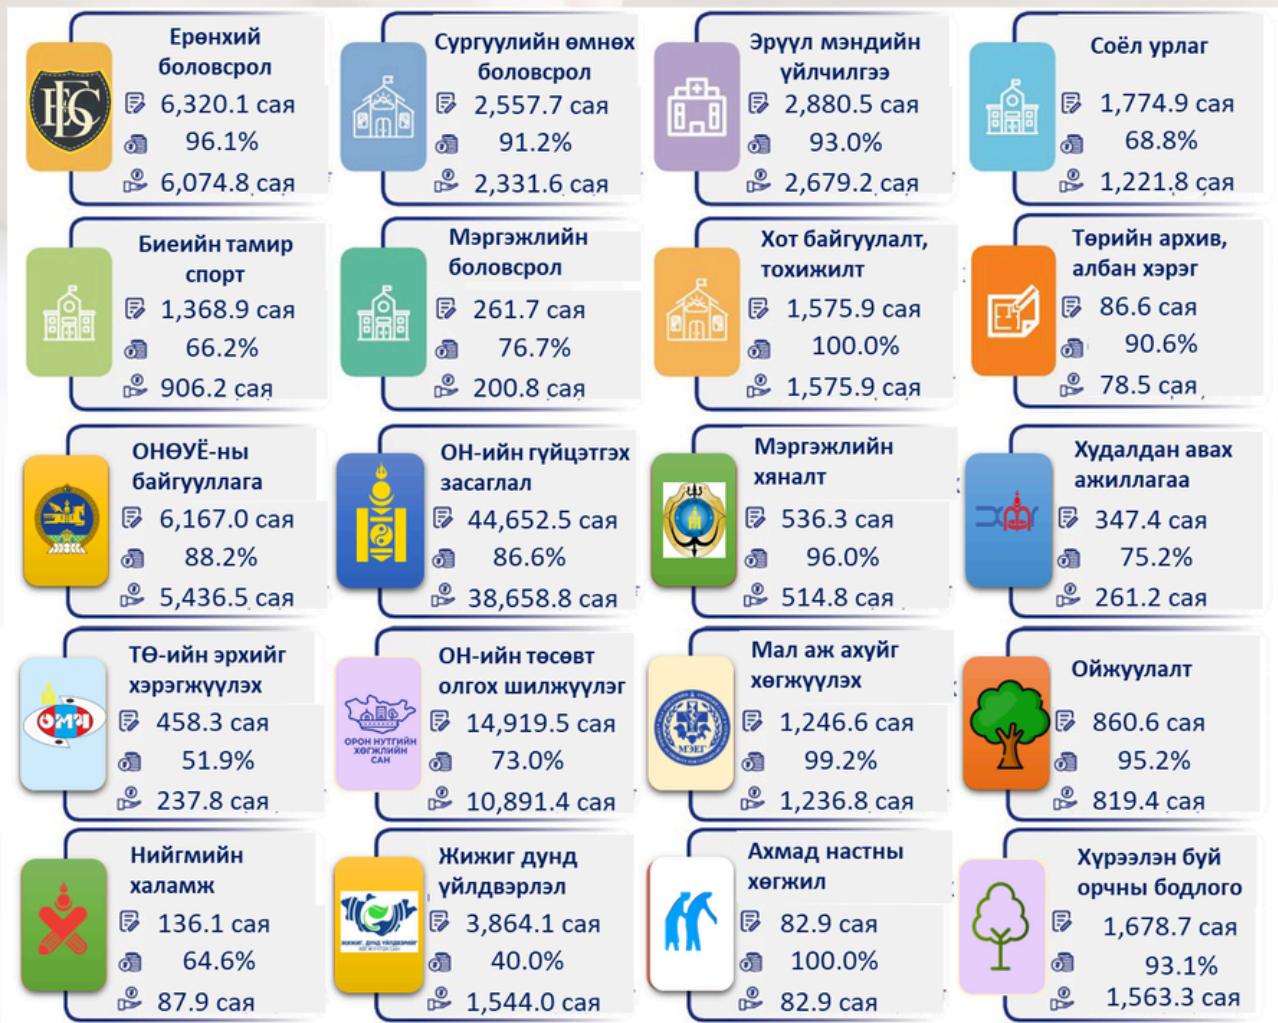 Ерөнхий
боловсрол
6,320.1 сая
96.1%
6,074.8 сая
Сургуулийн өмнөх
боловсрол
2,557.7 сая
91.2%
2,331.6 сая
Эрүүл мэндийн
үйлчилгээ
2,880.5 сая
93.0%
2,679.2 сая
Соёл урлаг
1,774.9 сая
68.8%
1,221.8 сая
Биеийн тамир
спорт
1,368.9 сая
66.2%
906.2 сая
Мэргэжлийн
боловсрол
261.7 сая
76.7%
200.8 сая
Хот байгуулалт,
тохижилт
1,575.9 сая
100.0%
1,575.9 сая
Төрийн архив,
албан хэрэг
86.6 сая
90.6%
78.5 сая
ОНӨУЁ-ны
байгууллага
6,167.0 сая
88.2%
5,436.5 сая
ОН-ийн гүйцэтгэх
засаглал
44,652.5 сая
86.6%
38,658.8 сая
Мэргэжлийн
хяналт
536.3 сая
96.0%
514.8 сая
Худалдан авах
ажиллагаа
347.4 сая
75.2%
261.2 сая
ӨМЧ
ТӨ-ийн эрхийг
хэрэгжүүлэх
458.3 сая
51.9%
237.8 сая
ОРОН НУТГИЙН
ХӨГЖЛИЙН
САН
ОН-ийн төсөвт
олгох шилжүүлэг
14,919.5 сая
73.0%
10,891.4 сая
МЭЕГ
Мал аж ахуйг
хөгжүүлэх
1,246.6 сая
99.2%
1,236.8 сая
Ойжуулалт
860.6 сая
95.2%
819.4 сая
Нийгмийн
халамж
136.1 сая
64.6%
87.9 сая
ЖИЖИГ, ДУНД ҮЙЛДВЭРИЙГ
ХӨГЖҮҮЛЭХ САН
Жижиг дунд
үйлдвэрлэл
3,864.1 сая
40.0%
1,544.0 сая
Ахмад настны
хөгжил
82.9 сая
100.0%
82.9 сая
Хүрээлэн буй
орчны бодлого
1,678.7 сая
93.1%
1,563.3 сая